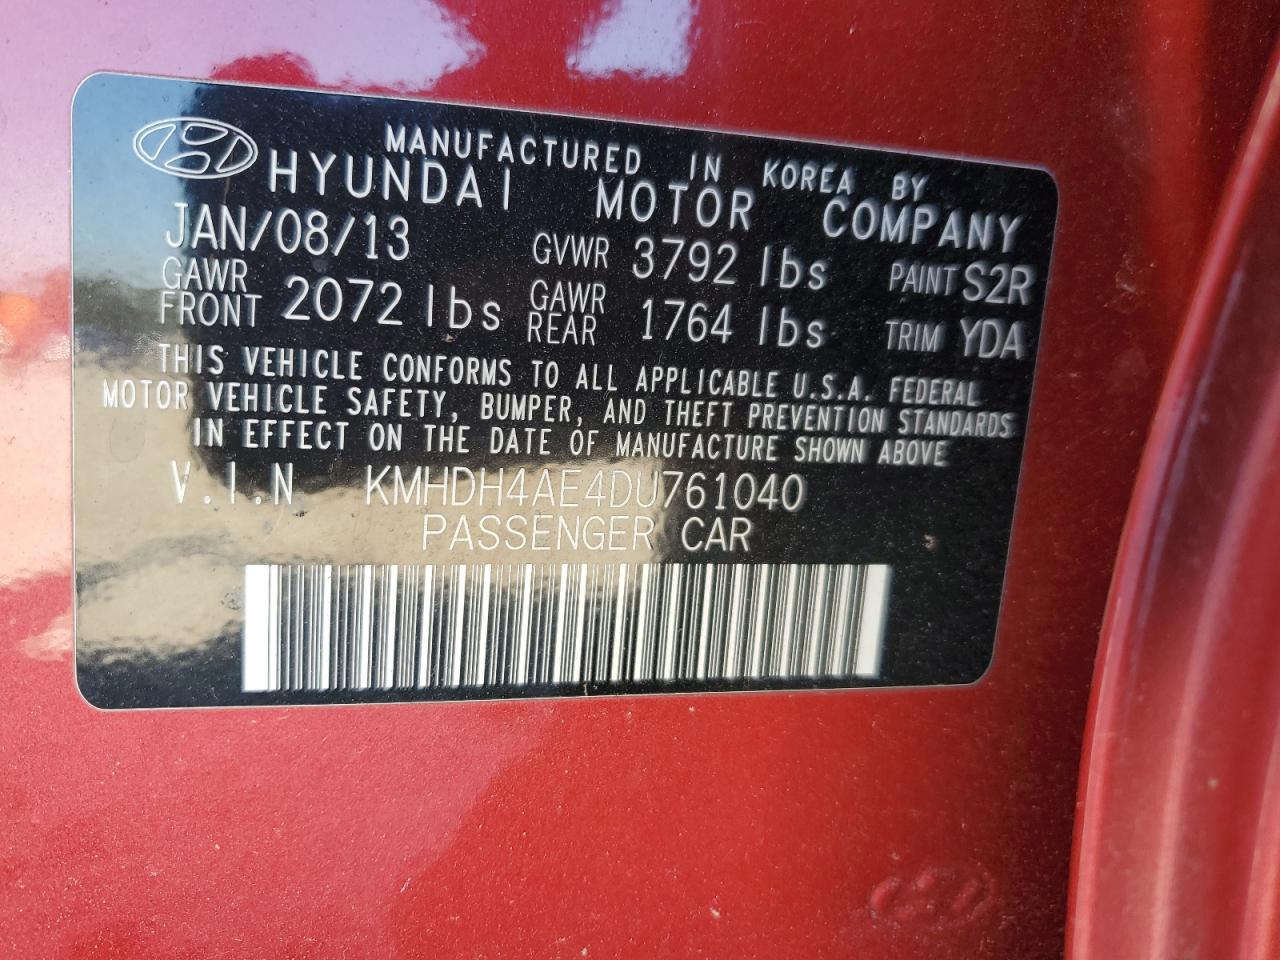 MANUFACTURED IN KOREA BY
HYUNDAI MOTOR COMPANY
JAN/08/13 GVWR 3792 lbs PAINT S2R
GAWR FRONT 2072 lbs GAWR REAR 1764 lbs TRIM YDA
THIS VEHICLE CONFORMS TO ALL APPLICABLE U.S.A. FEDERAL
MOTOR VEHICLE SAFETY, BUMPER, AND THEFT PREVENTION STANDARDS
IN EFFECT ON THE DATE OF MANUFACTURE SHOWN ABOVE
V.I.N KMHDH4AE4DU761040
PASSENGER CAR